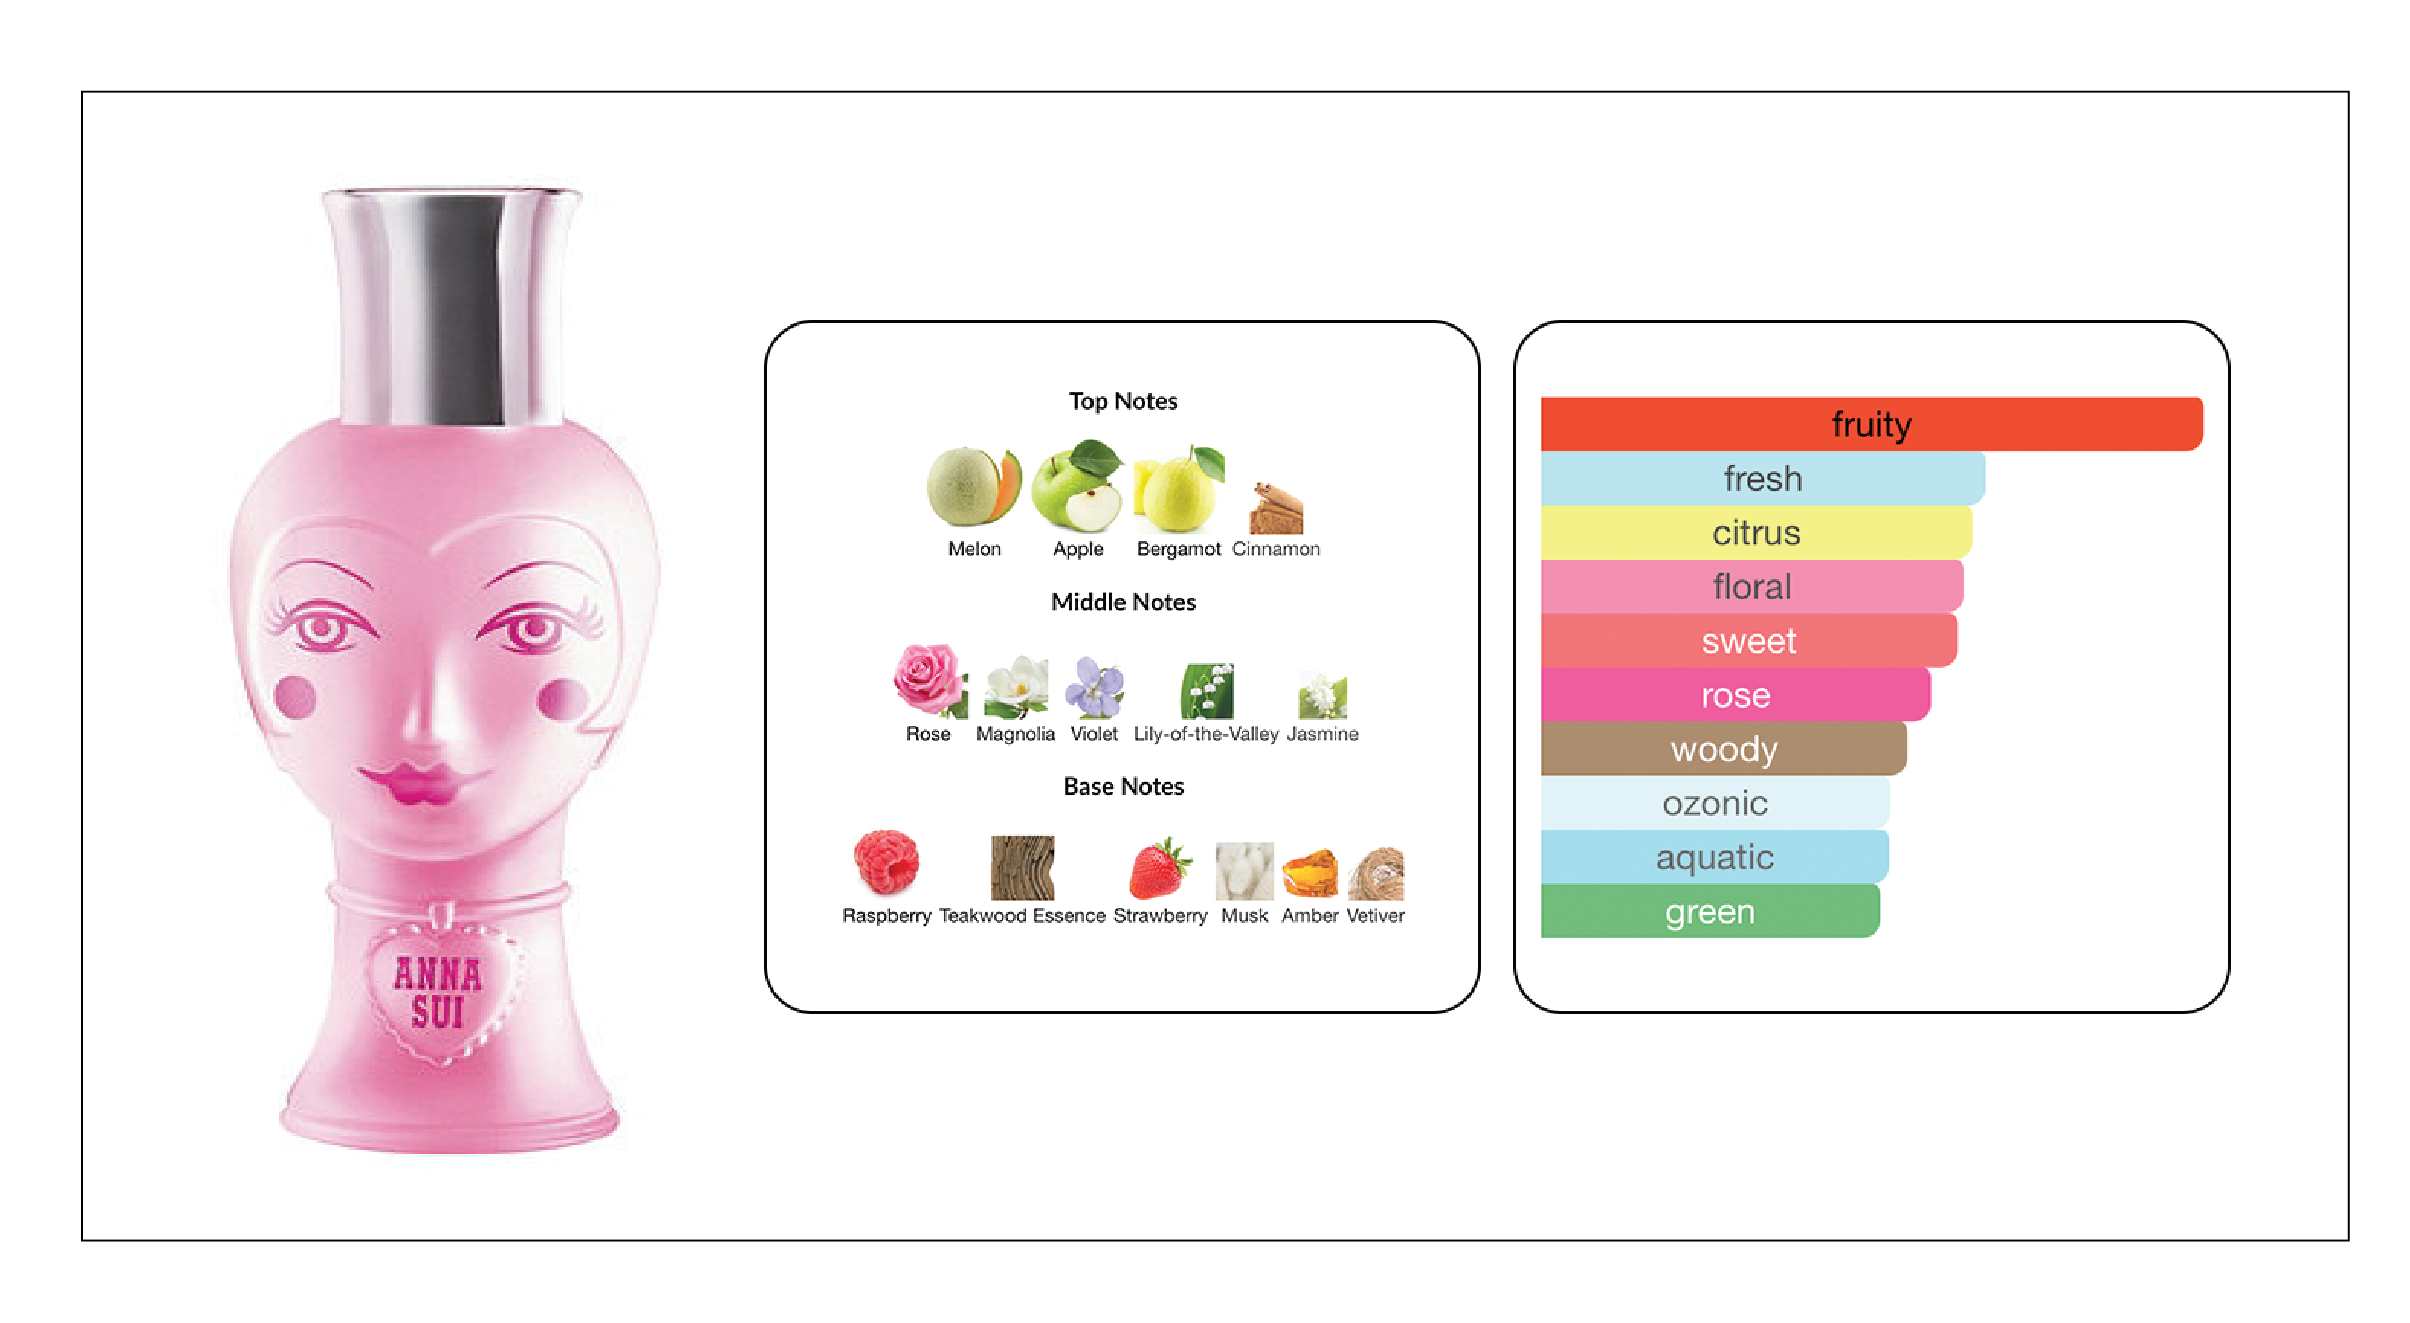 ANNA
SUI
Top Notes
Melon Apple Bergamot Cinnamon
Middle Notes
Rose Magnolia Violet Lily-of-the-Valley Jasmine
Base Notes
Raspberry Teakwood Essence Strawberry Musk Amber Vetiver
fruity
fresh
citrus
floral
sweet
rose
woody
ozonic
aquatic
green